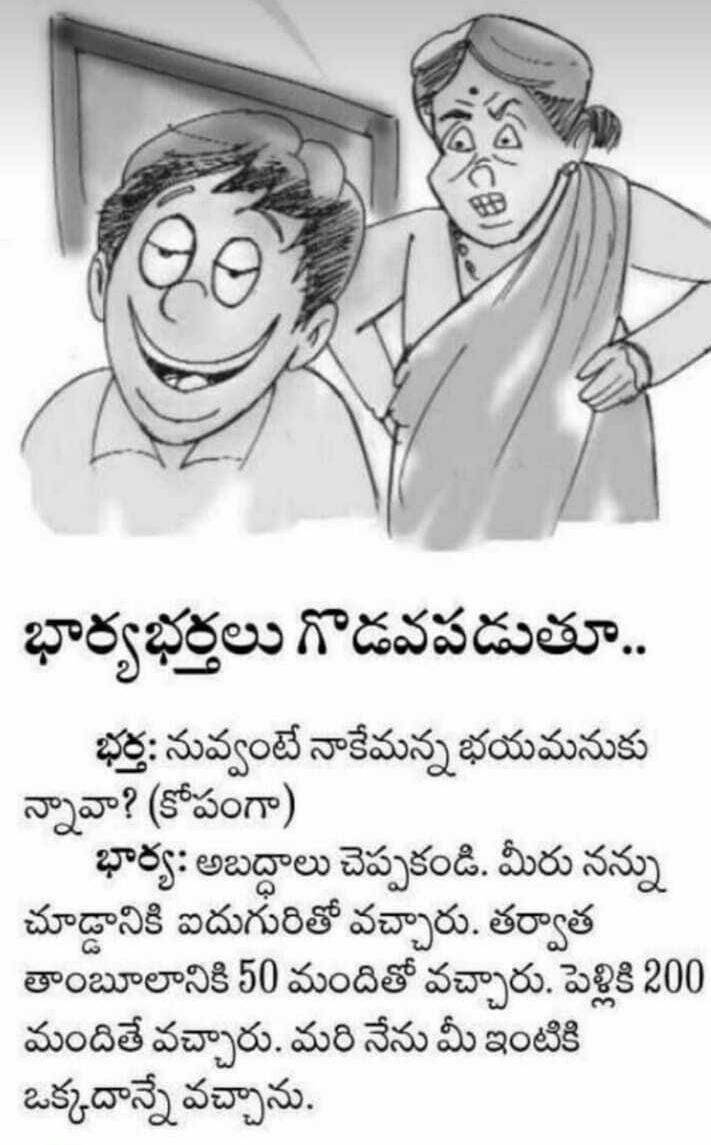 భార్యభర్తలు గొడవపడుతూ..
భర్త: నువ్వంటే నాకేమన్న భయమనుకు
న్నావా? (కోపంగా)
భార్య: అబద్ధాలు చెప్పకండి. మీరు నన్ను
చూడ్డానికి ఐదుగురితో వచ్చారు. తర్వాత
తాంబూలానికి 50 మందితో వచ్చారు. పెళ్లికి 200
మందితే వచ్చారు. మరి నేను మీ ఇంటికి
ఒక్కదాన్నే వచ్చాను.